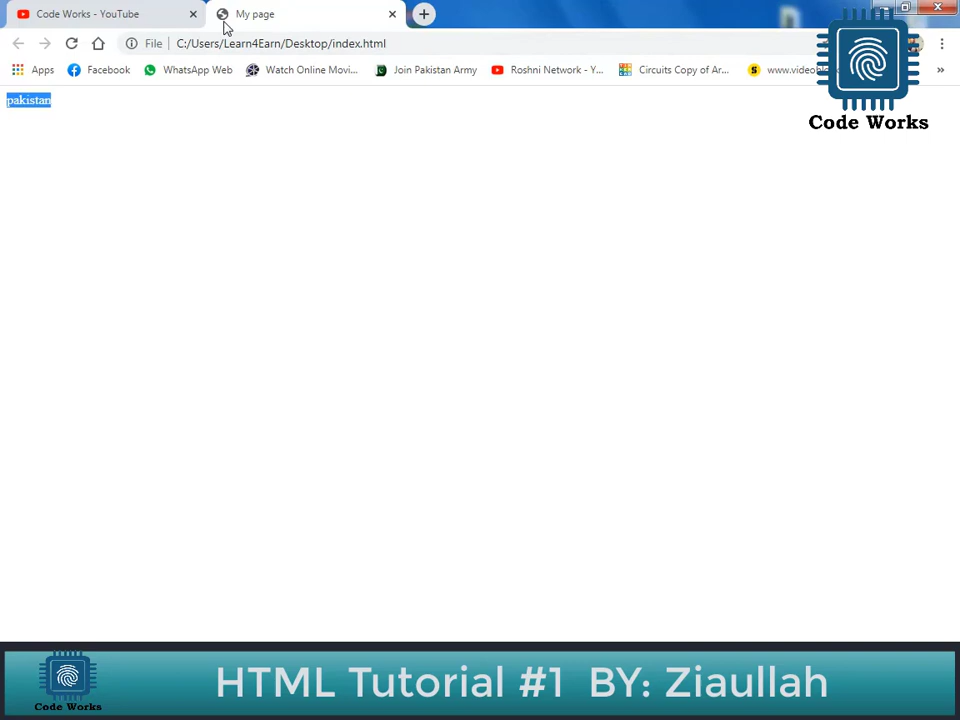 Code Works - YouTube
My page
File
C:/Users/Learn4Earn/Desktop/index.html
Apps
Facebook
WhatsApp Web
Watch Online Movi...
Join Pakistan Army
Roshni Network - Y...
Circuits Copy of Ar...
pakistan
Code Works
HTML Tutorial #1 BY: Ziaullah
Code Works